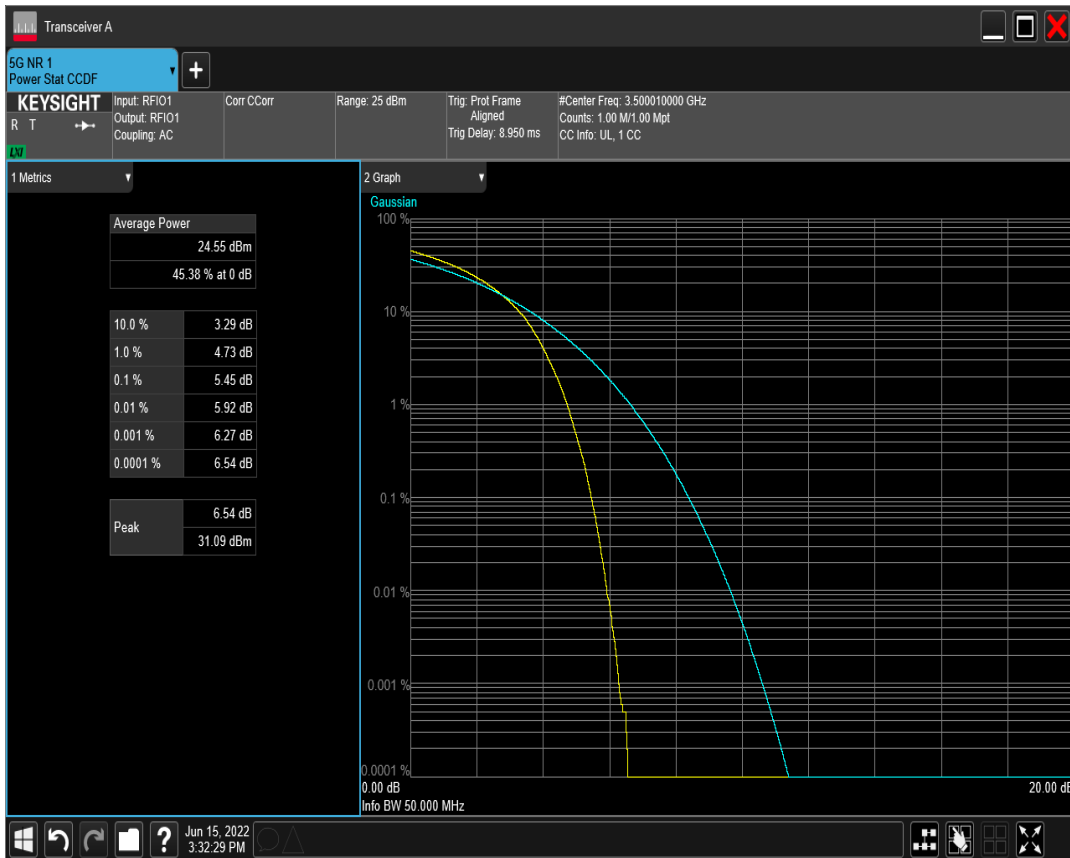 Transceiver A
5G NR 1
Power Stat CCDF
KEYSIGHT
R T
LXI
Input: RFIO1
Output: RFIO1
Coupling: AC
Corr CCorr
Range: 25 dBm
Trig: Prot Frame
Aligned
Trig Delay: 8.950 ms
#Center Freq: 3.500010000 GHz
Counts: 1.00 M/1.00 Mpt
CC Info: UL, 1 CC
1 Metrics
Average Power
24.55 dBm
45.38 % at 0 dB
10.0 % 3.29 dB
1.0 % 4.73 dB
0.1 % 5.45 dB
0.01 % 5.92 dB
0.001 % 6.27 dB
0.0001 % 6.54 dB
Peak
6.54 dB
31.09 dBm
2 Graph
Gaussian
100 %
10 %
1 %
0.1 %
0.01 %
0.001 %
0.0001 %
0.00 dB 20.00 dB
Info BW 50.000 MHz
?
Jun 15, 2022
3:32:29 PM